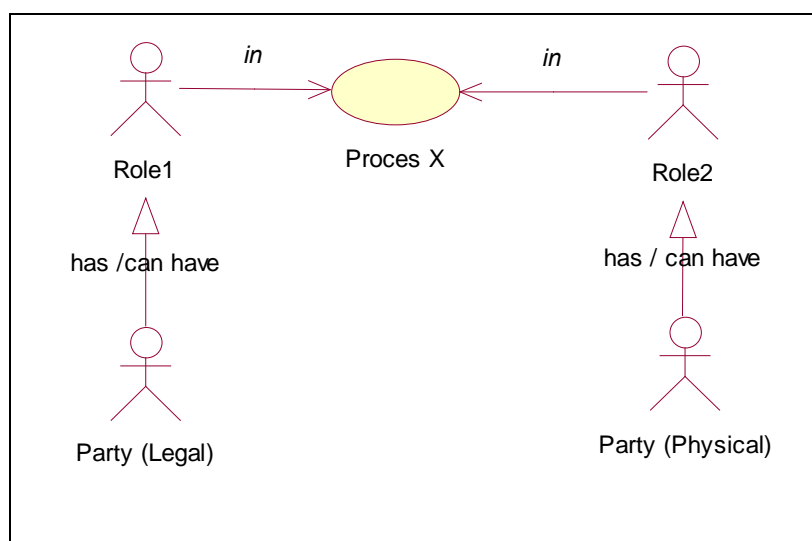 in
in
Role1
Proces X
Role2
has /can have
has / can have
Party (Legal)
Party (Physical)